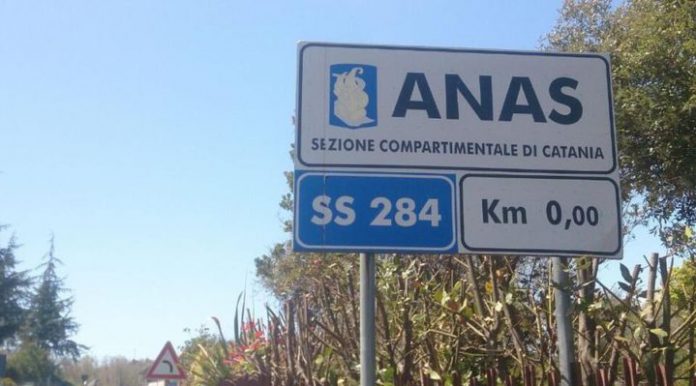 ANAS
SEZIONE COMPARTIMENTALE DI CATANIA
SS 284
Km 0,00